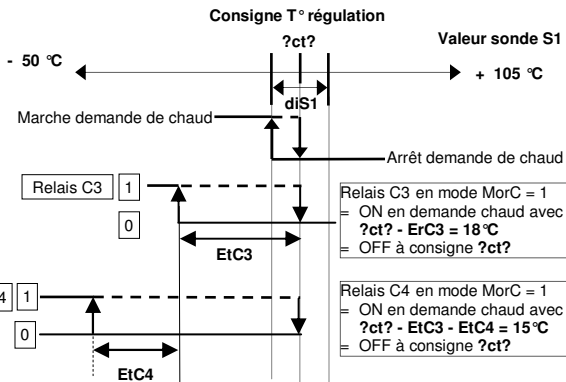 Consigne T° régulation
?ct?
Valeur sonde S1
- 50 °C
+ 105 °C
diS1
Marche demande de chaud
Arrêt demande de chaud
Relais C3
1
0
EtC3
Relais C3 en mode MorC = 1
= ON en demande chaud avec
?ct? - ErC3 = 18°C
= OFF à consigne ?ct?
4
1
0
EtC4
Relais C4 en mode MorC = 1
= ON en demande chaud avec
?ct? - EtC3 - EtC4 = 15°C
= OFF à consigne ?ct?